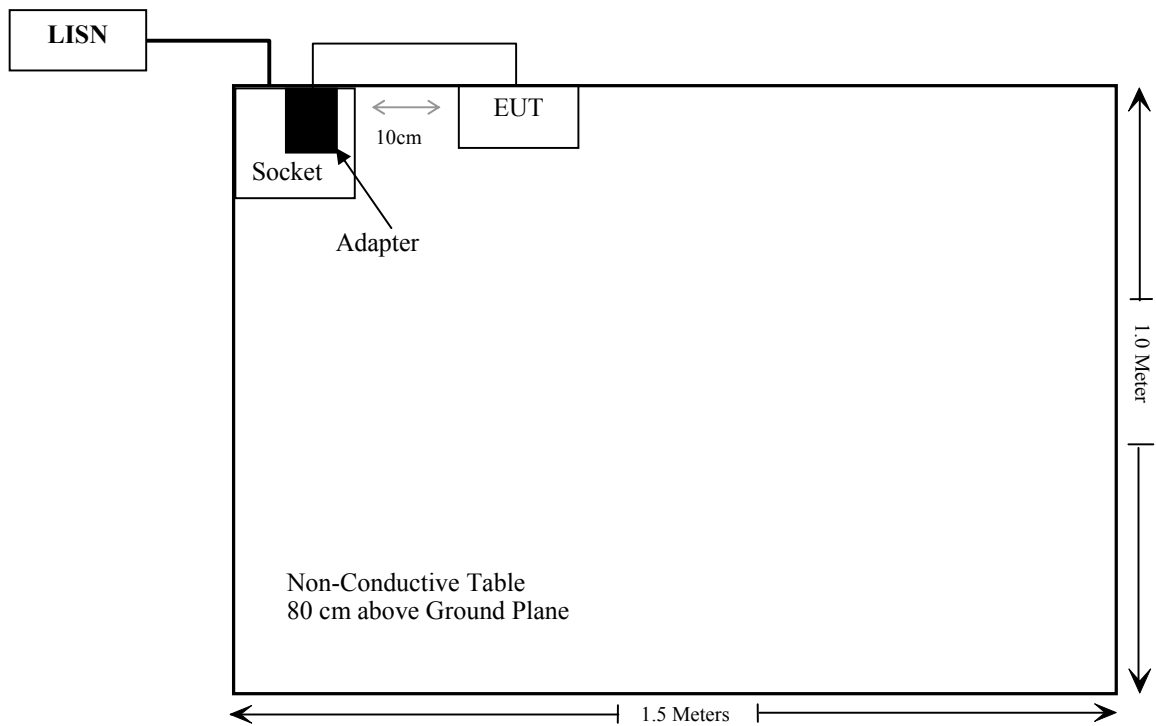 LISN
EUT
10cm
Socket
Adapter
1.0 Meter
Non-Conductive Table
80 cm above Ground Plane
1.5 Meters